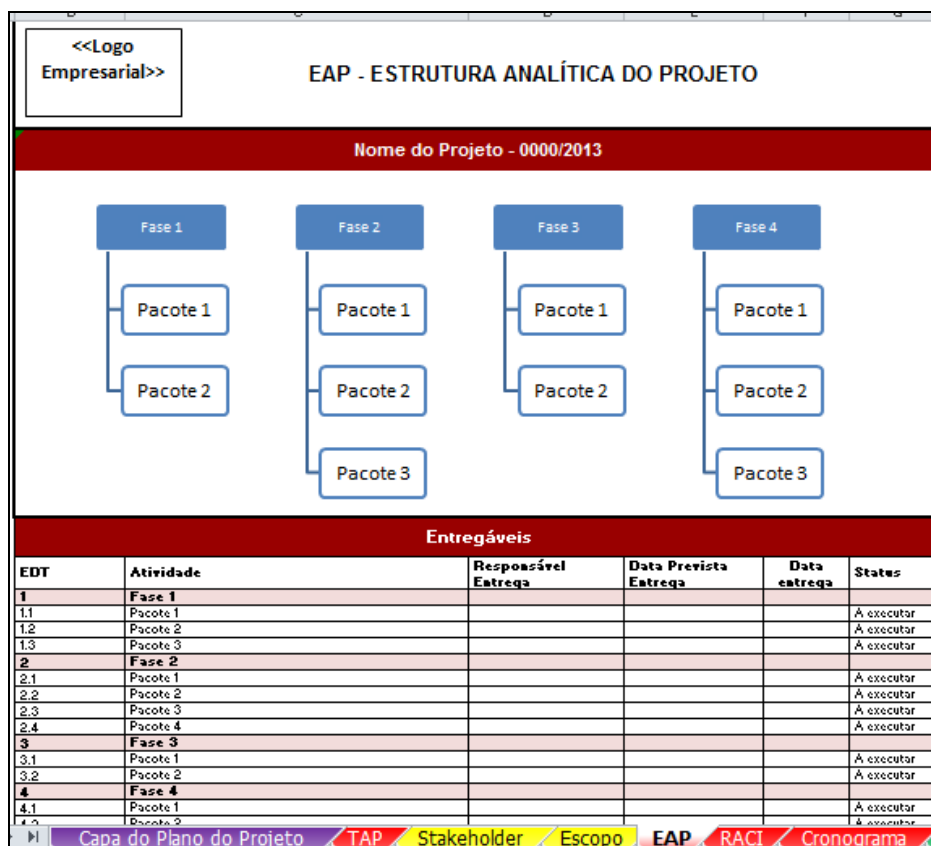 <<Logo
Empresarial>>
EAP - ESTRUTURA ANALÍTICA DO PROJETO
Nome do Projeto - 0000/2013
Fase 1 Fase 2 Fase 3 Fase 4
Pacote 1 Pacote 1 Pacote 1 Pacote 1
Pacote 2 Pacote 2 Pacote 2 Pacote 2
Pacote 3 Pacote 3
Entregáveis
EDT Atividade Responsável Entrega Data Prevista Entrega Data entrega Status
1 Fase 1
1.1 Pacote 1 A executar
1.2 Pacote 2 A executar
1.3 Pacote 3 A executar
2 Fase 2
2.1 Pacote 1 A executar
2.2 Pacote 2 A executar
2.3 Pacote 3 A executar
2.4 Pacote 4 A executar
3 Fase 3
3.1 Pacote 1 A executar
3.2 Pacote 2 A executar
4 Fase 4
4.1 Pacote 1 A executar
Capa do Plano do Projeto TAP Stakeholder Escopo EAP RACI Cronograma